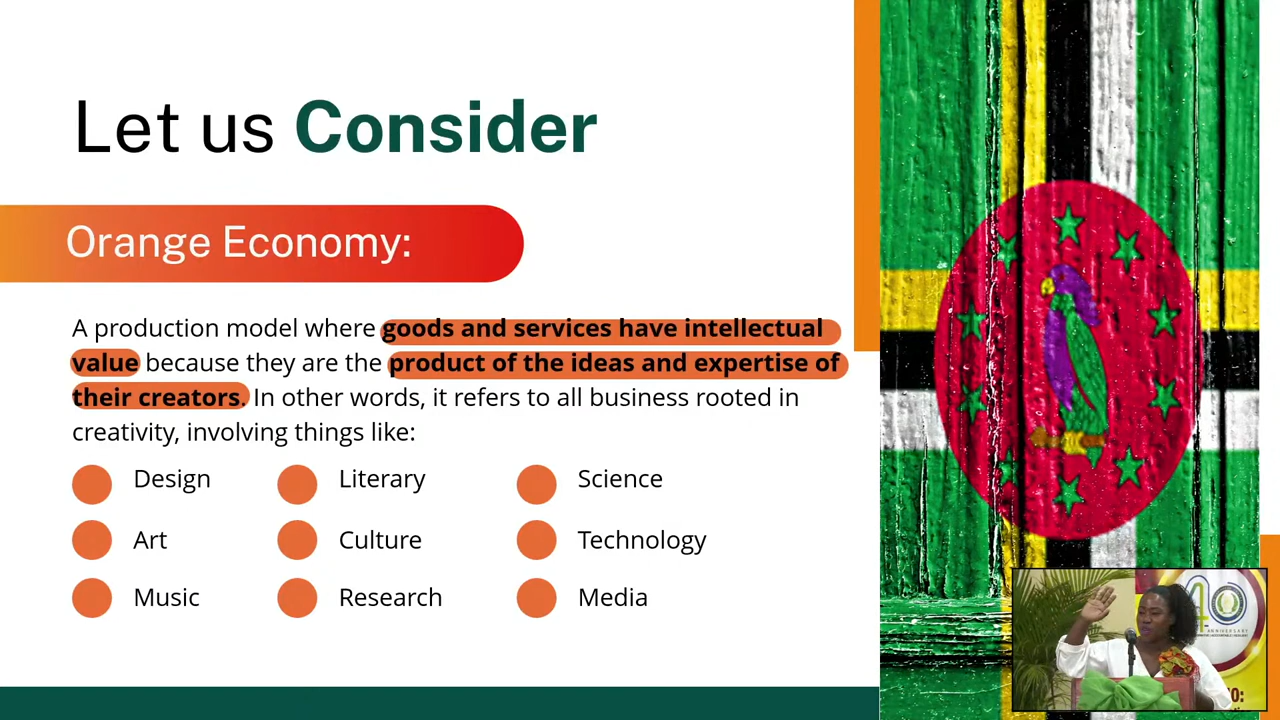 Let us Consider
Orange Economy:
A production model where goods and services have intellectual
value because they are the product of the ideas and expertise of
their creators. In other words, it refers to all business rooted in
creativity, involving things like:
Design
Literary
Science
Art
Culture
Technology
Music
Research
Media
ANNIVERSARY